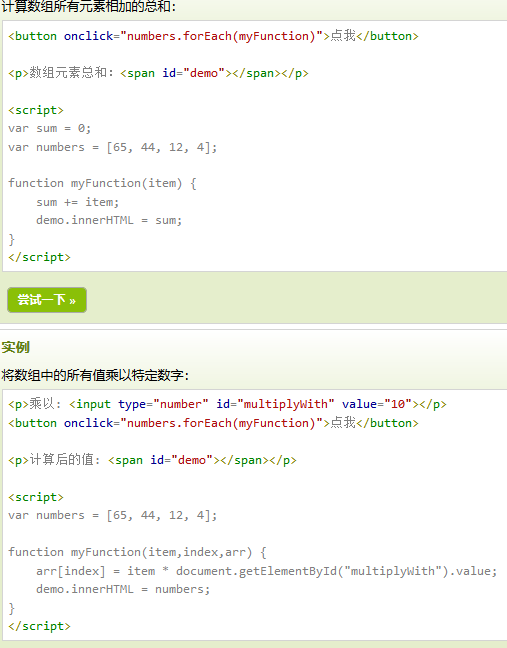 计算数组所有元素相加的总和：
<button onclick="numbers.forEach(myFunction)">点我</button>
<p>数组元素总和：<span id="demo"></span></p>
<script>
var sum = 0;
var numbers = [65, 44, 12, 4];
function myFunction(item) {
    sum += item;
    demo.innerHTML = sum;
}
</script>
尝试一下 »
实例
将数组中的所有值乘以特定数字：
<p>乘以: <input type="number" id="multiplyWith" value="10"></p>
<button onclick="numbers.forEach(myFunction)">点我</button>
<p>计算后的值: <span id="demo"></span></p>
<script>
var numbers = [65, 44, 12, 4];
function myFunction(item,index,arr) {
    arr[index] = item * document.getElementById("multiplyWith").value;
    demo.innerHTML = numbers;
}
</script>